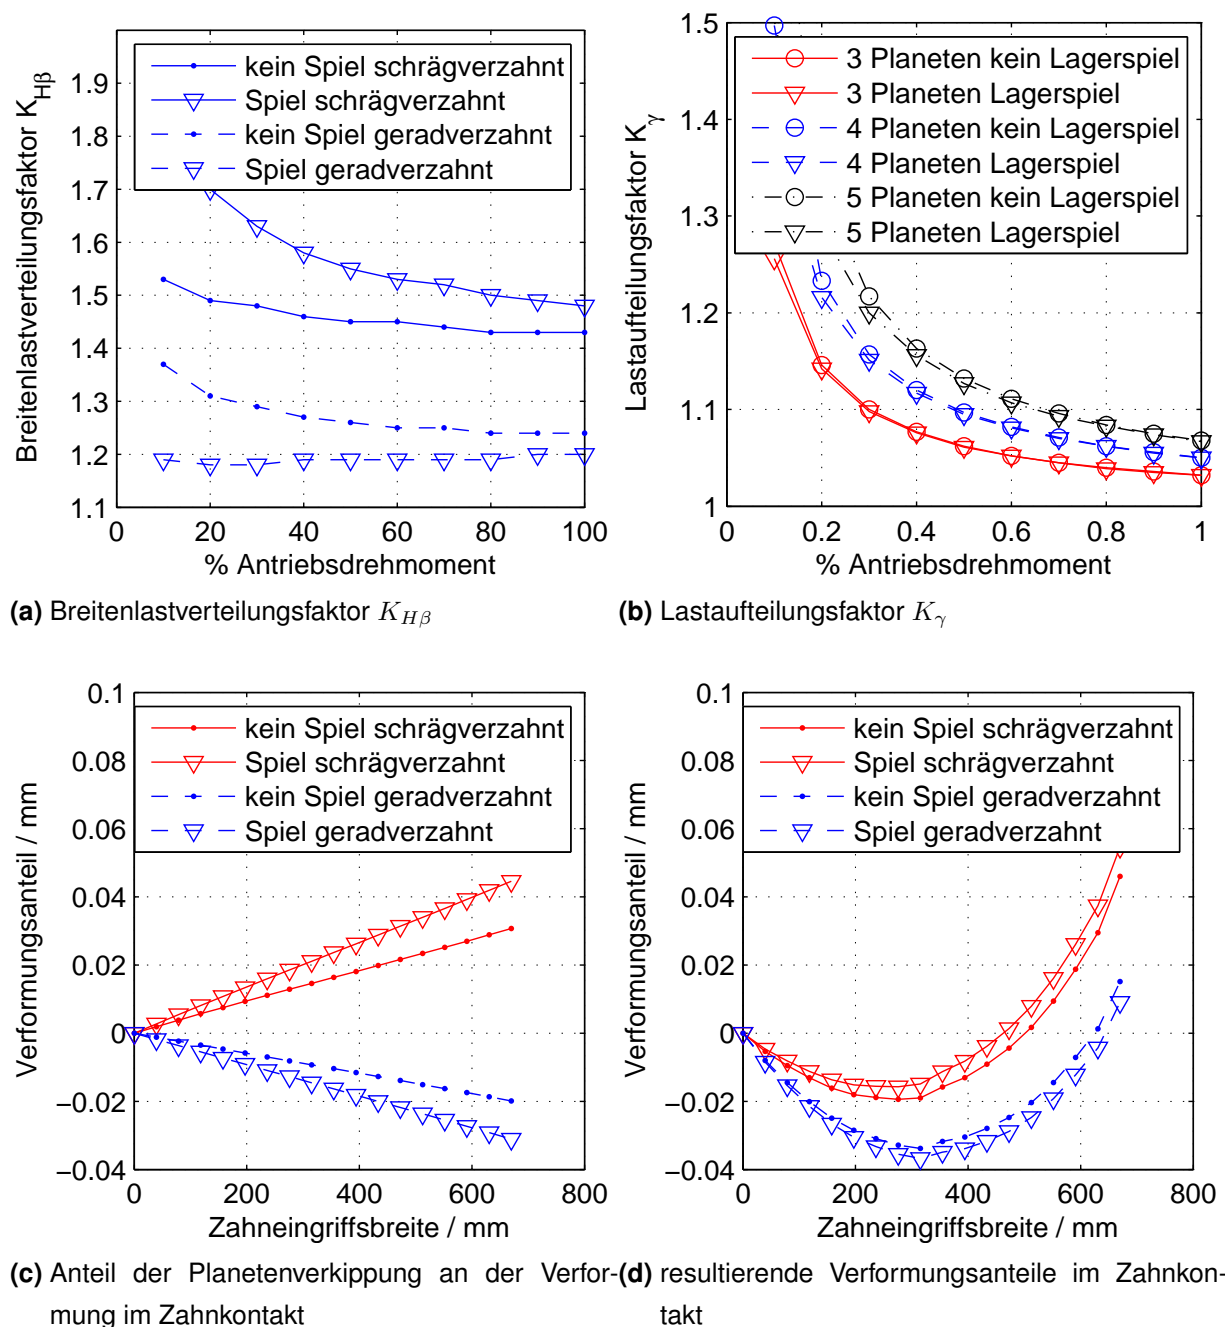 1.9
1.8
1.7
1.6
1.5
1.4
1.3
1.2
1.1
0 20 40 60 80 100
Breitenlastverteilungsfaktor K_Hβ
% Antriebsdrehmoment
kein Spiel schrägverzahnt
Spiel schrägverzahnt
kein Spiel geradverzahnt
Spiel geradverzahnt
(a) Breitenlastverteilungsfaktor K_Hβ
1.5
1.4
1.3
1.2
1.1
1
0 0.2 0.4 0.6 0.8 1
Lastaufteilungsfaktor K_γ
% Antriebsdrehmoment
3 Planeten kein Lagerspiel
3 Planeten Lagerspiel
4 Planeten kein Lagerspiel
4 Planeten Lagerspiel
5 Planeten kein Lagerspiel
5 Planeten Lagerspiel
(b) Lastaufteilungsfaktor K_γ
0.1
0.08
0.06
0.04
0.02
0
−0.02
−0.04
0 200 400 600 800
Verformungsanteil / mm
Zahneingriffsbreite / mm
kein Spiel schrägverzahnt
Spiel schrägverzahnt
kein Spiel geradverzahnt
Spiel geradverzahnt
(c) Anteil der Planetenverkippung an der Verfor-
mung im Zahnkontakt
0.1
0.08
0.06
0.04
0.02
0
−0.02
−0.04
0 200 400 600 800
Verformungsanteil / mm
Zahneingriffsbreite / mm
kein Spiel schrägverzahnt
Spiel schrägverzahnt
kein Spiel geradverzahnt
Spiel geradverzahnt
(d) resultierende Verformungsanteile im Zahnkon-
takt